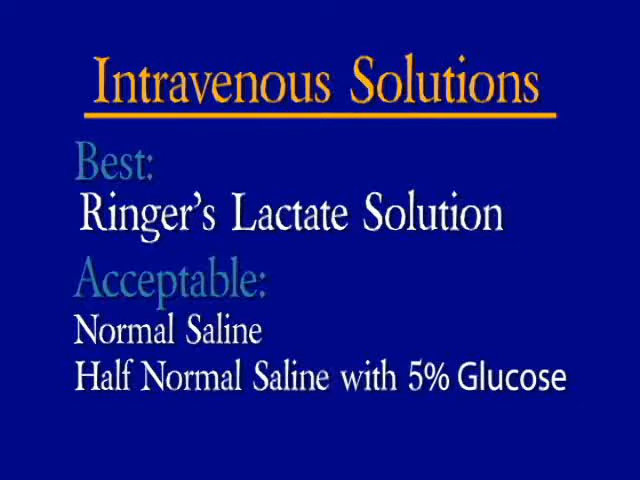 Intravenous Solutions
Best:
Ringer's Lactate Solution
Acceptable:
Normal Saline
Half Normal Saline with 5% Glucose